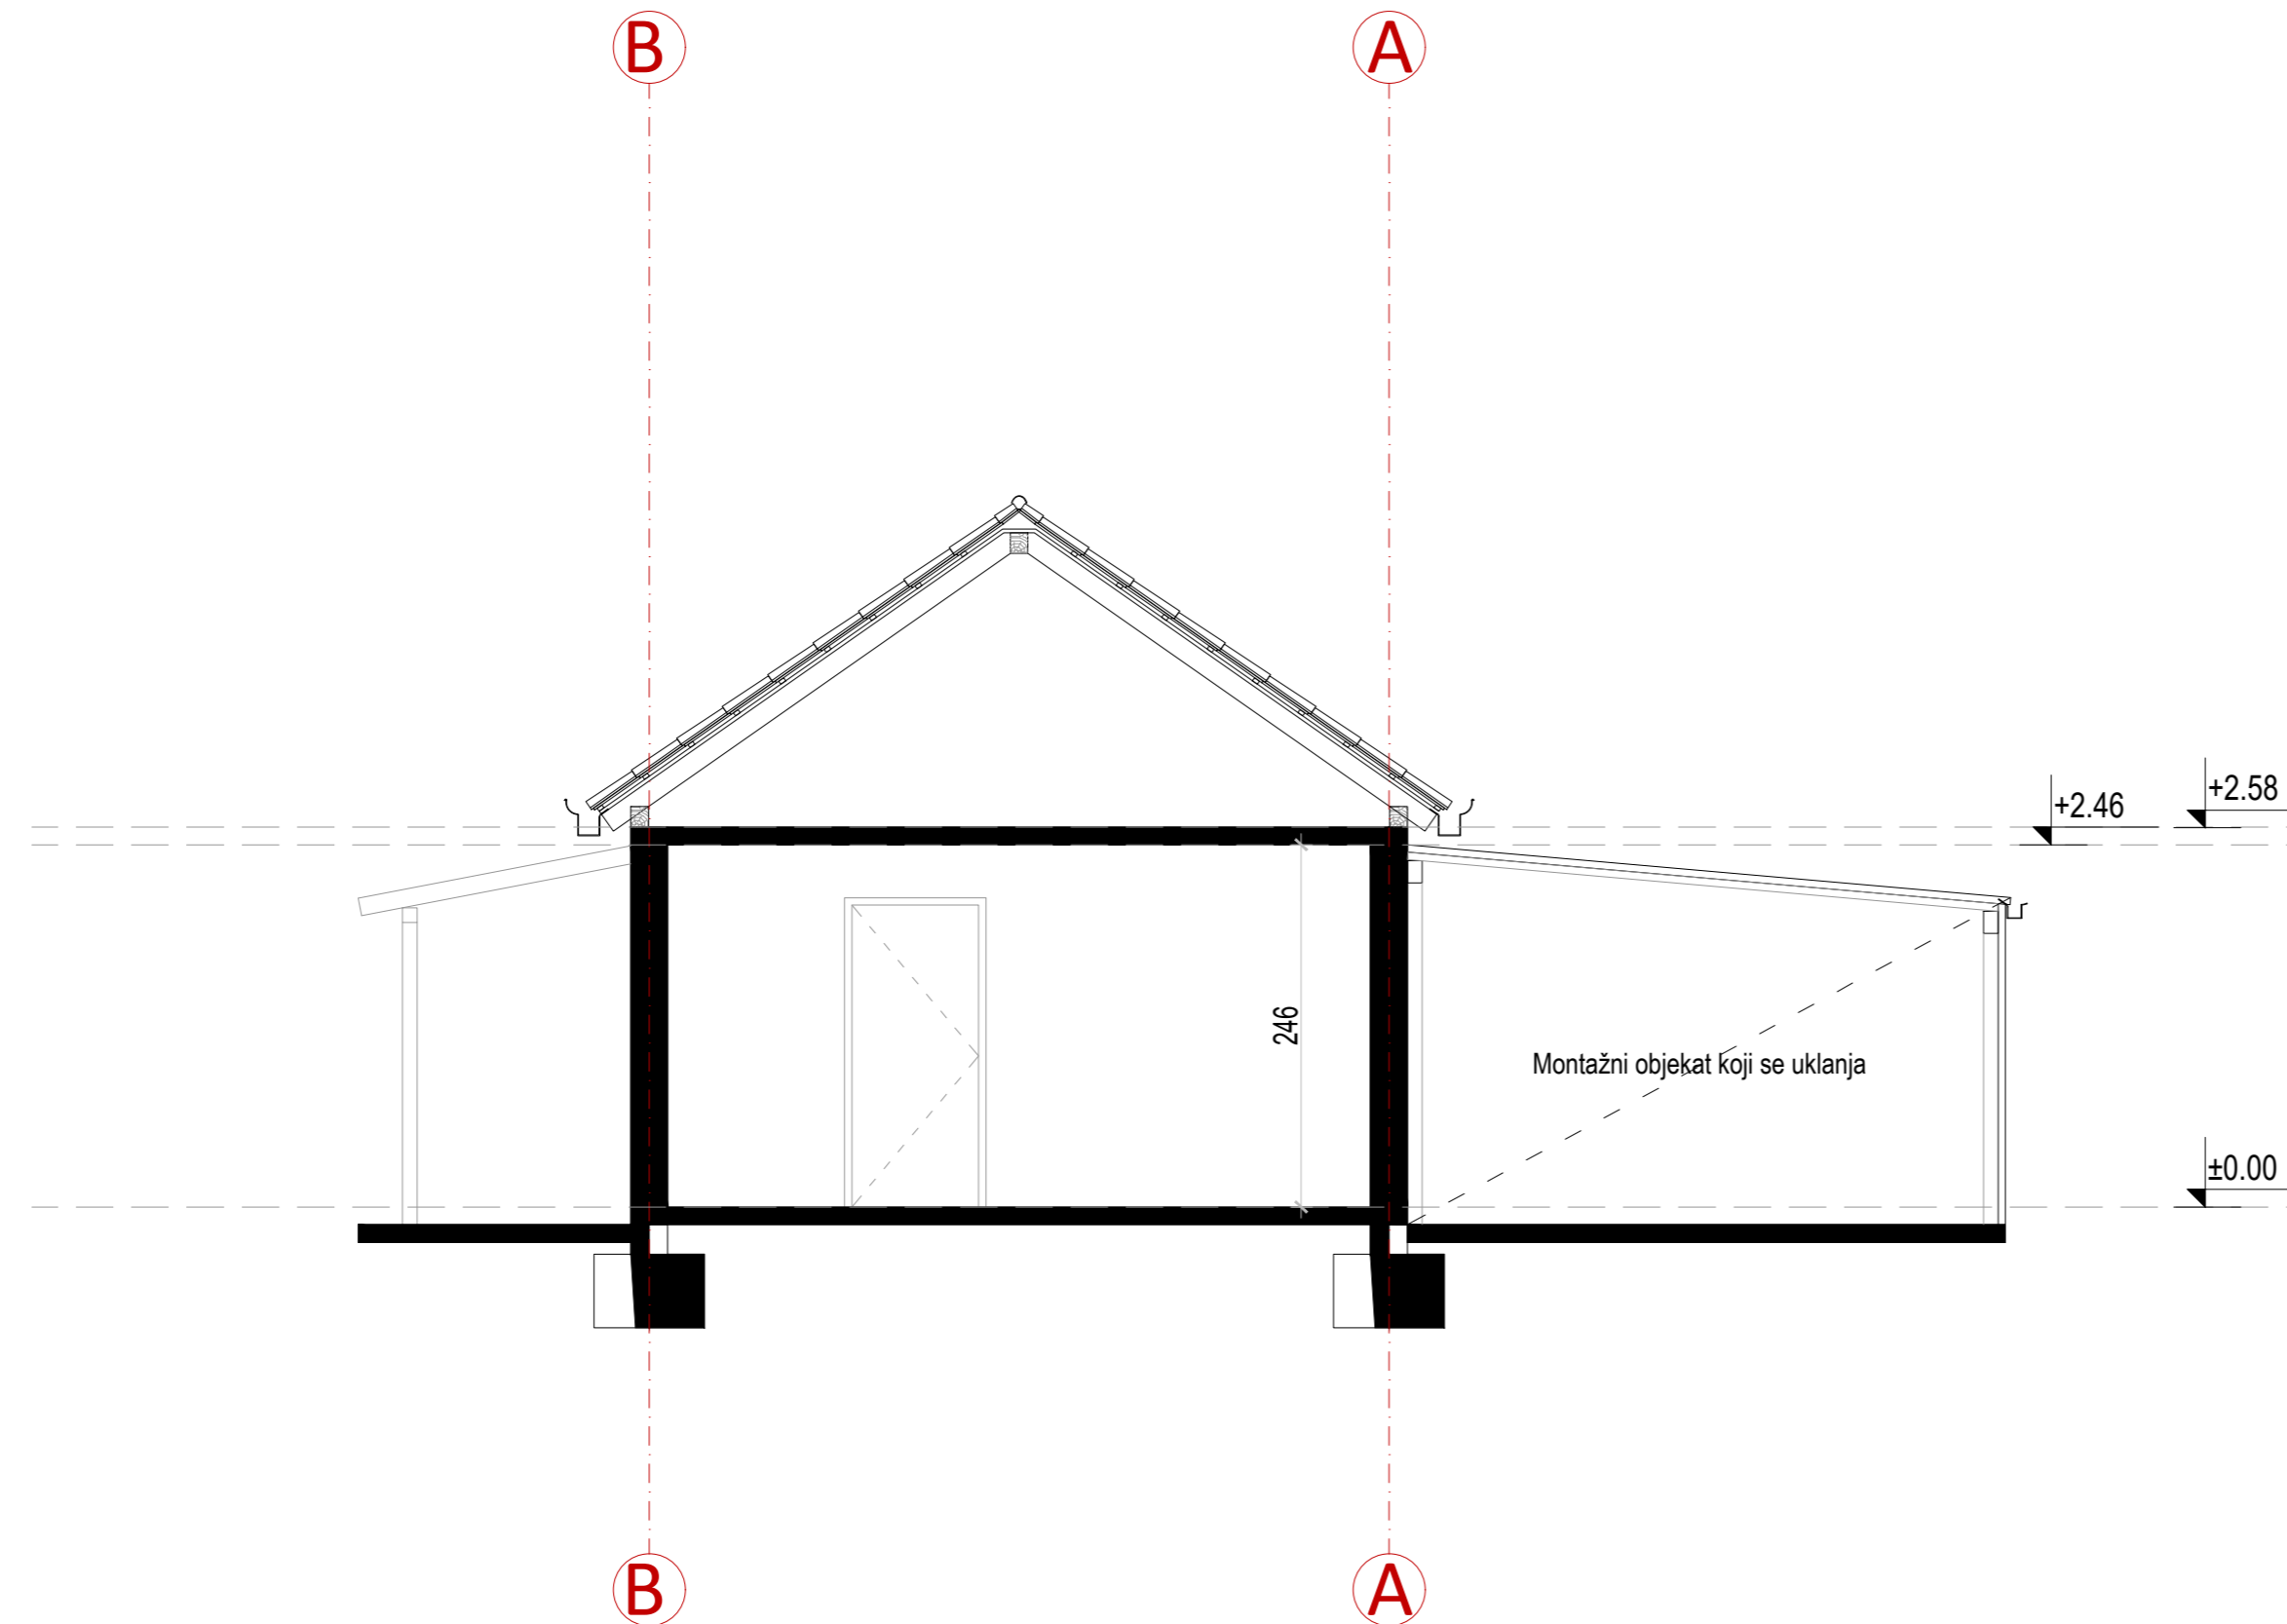 B
A
+2.58
+2.46
246
Montažni objekat koji se uklanja
±0.00
B
A